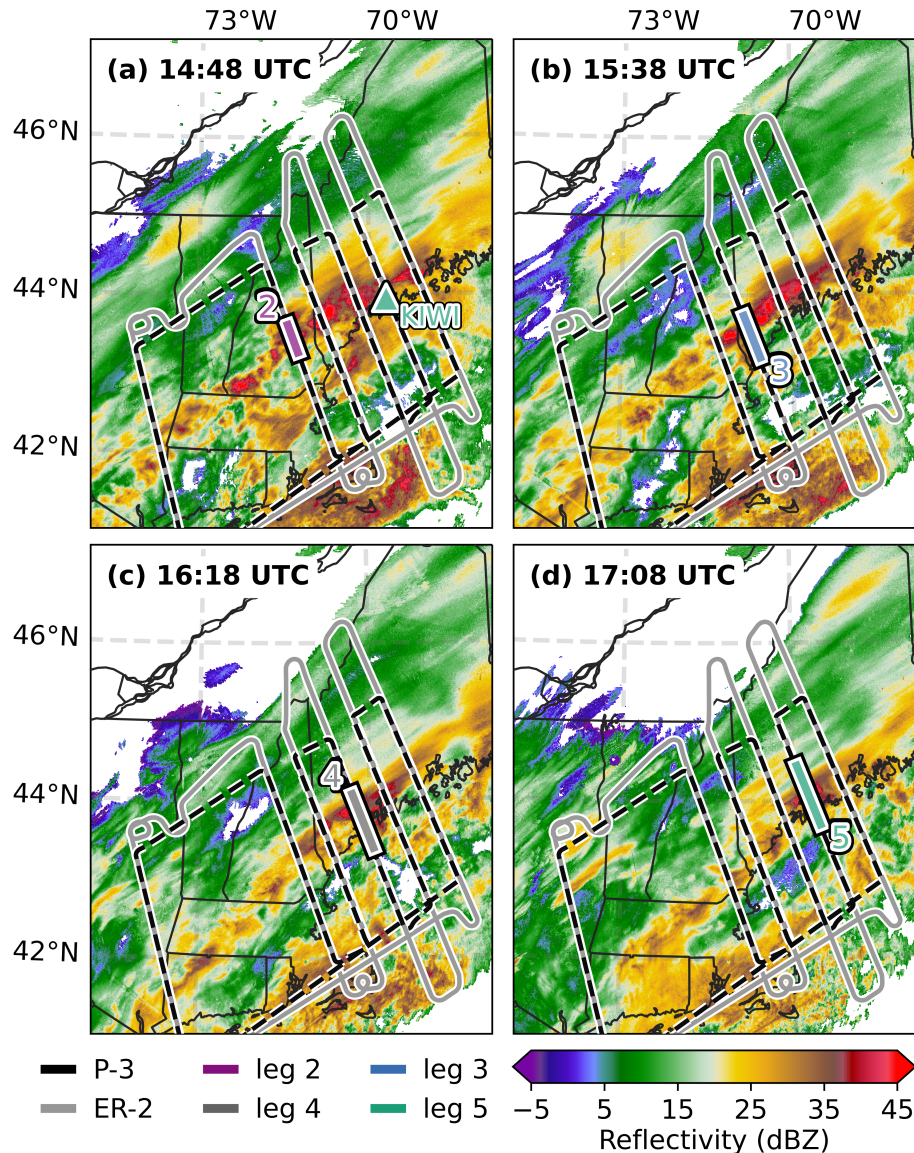 73°W 70°W 73°W 70°W
(a) 14:48 UTC (b) 15:38 UTC
46°N
44°N
42°N
2
KIWI
3
(c) 16:18 UTC (d) 17:08 UTC
46°N
44°N
42°N
4
5
P-3 leg 2 leg 3
ER-2 leg 4 leg 5
−5 5 15 25 35 45
Reflectivity (dBZ)